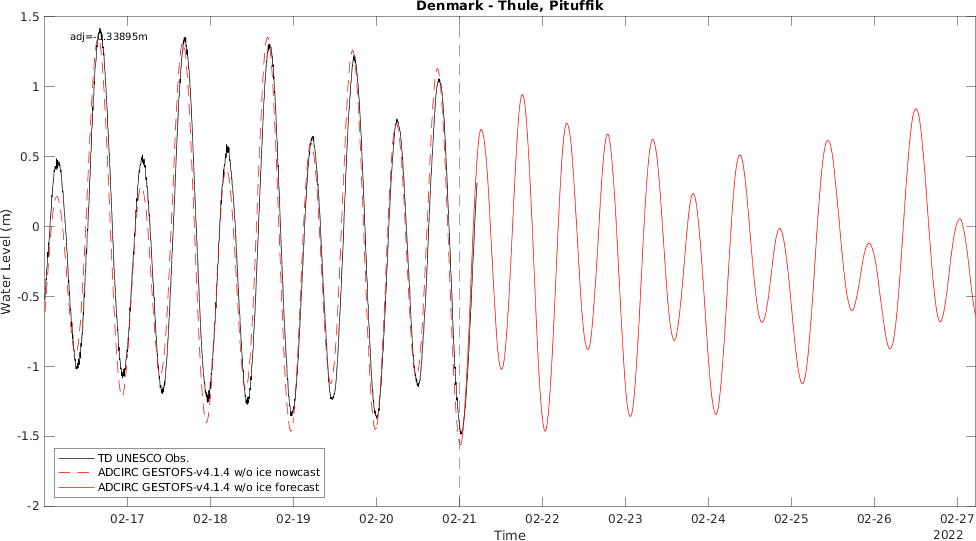 Denmark - Thule, Pituffik
adj=-0.33895m
1.5
1
0.5
0
-0.5
-1
-1.5
-2
Water Level (m)
TD UNESCO Obs.
ADCIRC GESTOFS-v4.1.4 w/o ice nowcast
ADCIRC GESTOFS-v4.1.4 w/o ice forecast
02-17 02-18 02-19 02-20 02-21 02-22 02-23 02-24 02-25 02-26 02-27
Time
2022